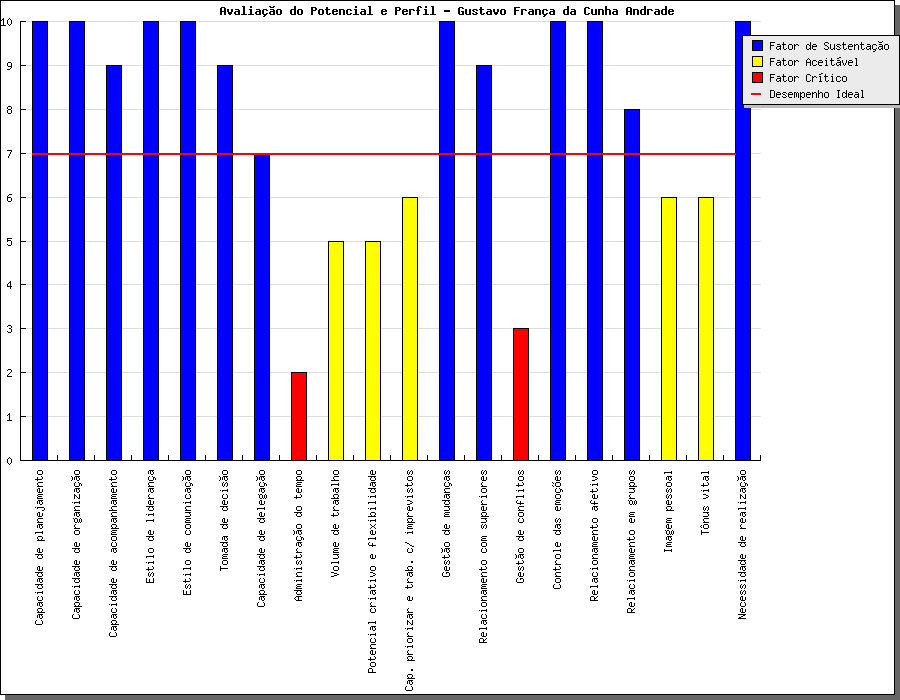 Avaliação do Potencial e Perfil - Gustavo França da Cunha Andrade
Fator de Sustentação
Fator Aceitável
Fator Crítico
Desempenho Ideal
10
9
8
7
6
5
4
3
2
1
0
Capacidade de planejamento
Capacidade de organização
Capacidade de acompanhamento
Estilo de liderança
Estilo de comunicação
Tomada de decisão
Capacidade de delegação
Administração do tempo
Volume de trabalho
Potencial criativo e flexibilidade
Cap. priorizar e trab. c/ imprevistos
Gestão de mudanças
Relacionamento com superiores
Gestão de conflitos
Controle das emoções
Relacionamento afetivo
Relacionamento em grupos
Imagem pessoal
Tônus vital
Necessidade de realização